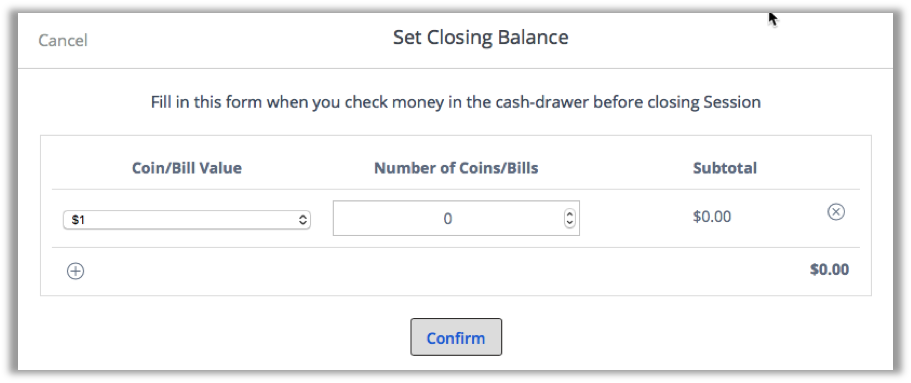 Cancel
Set Closing Balance
Fill in this form when you check money in the cash-drawer before closing Session
Coin/Bill Value Number of Coins/Bills Subtotal
$1 0 $0.00
$0.00
Confirm